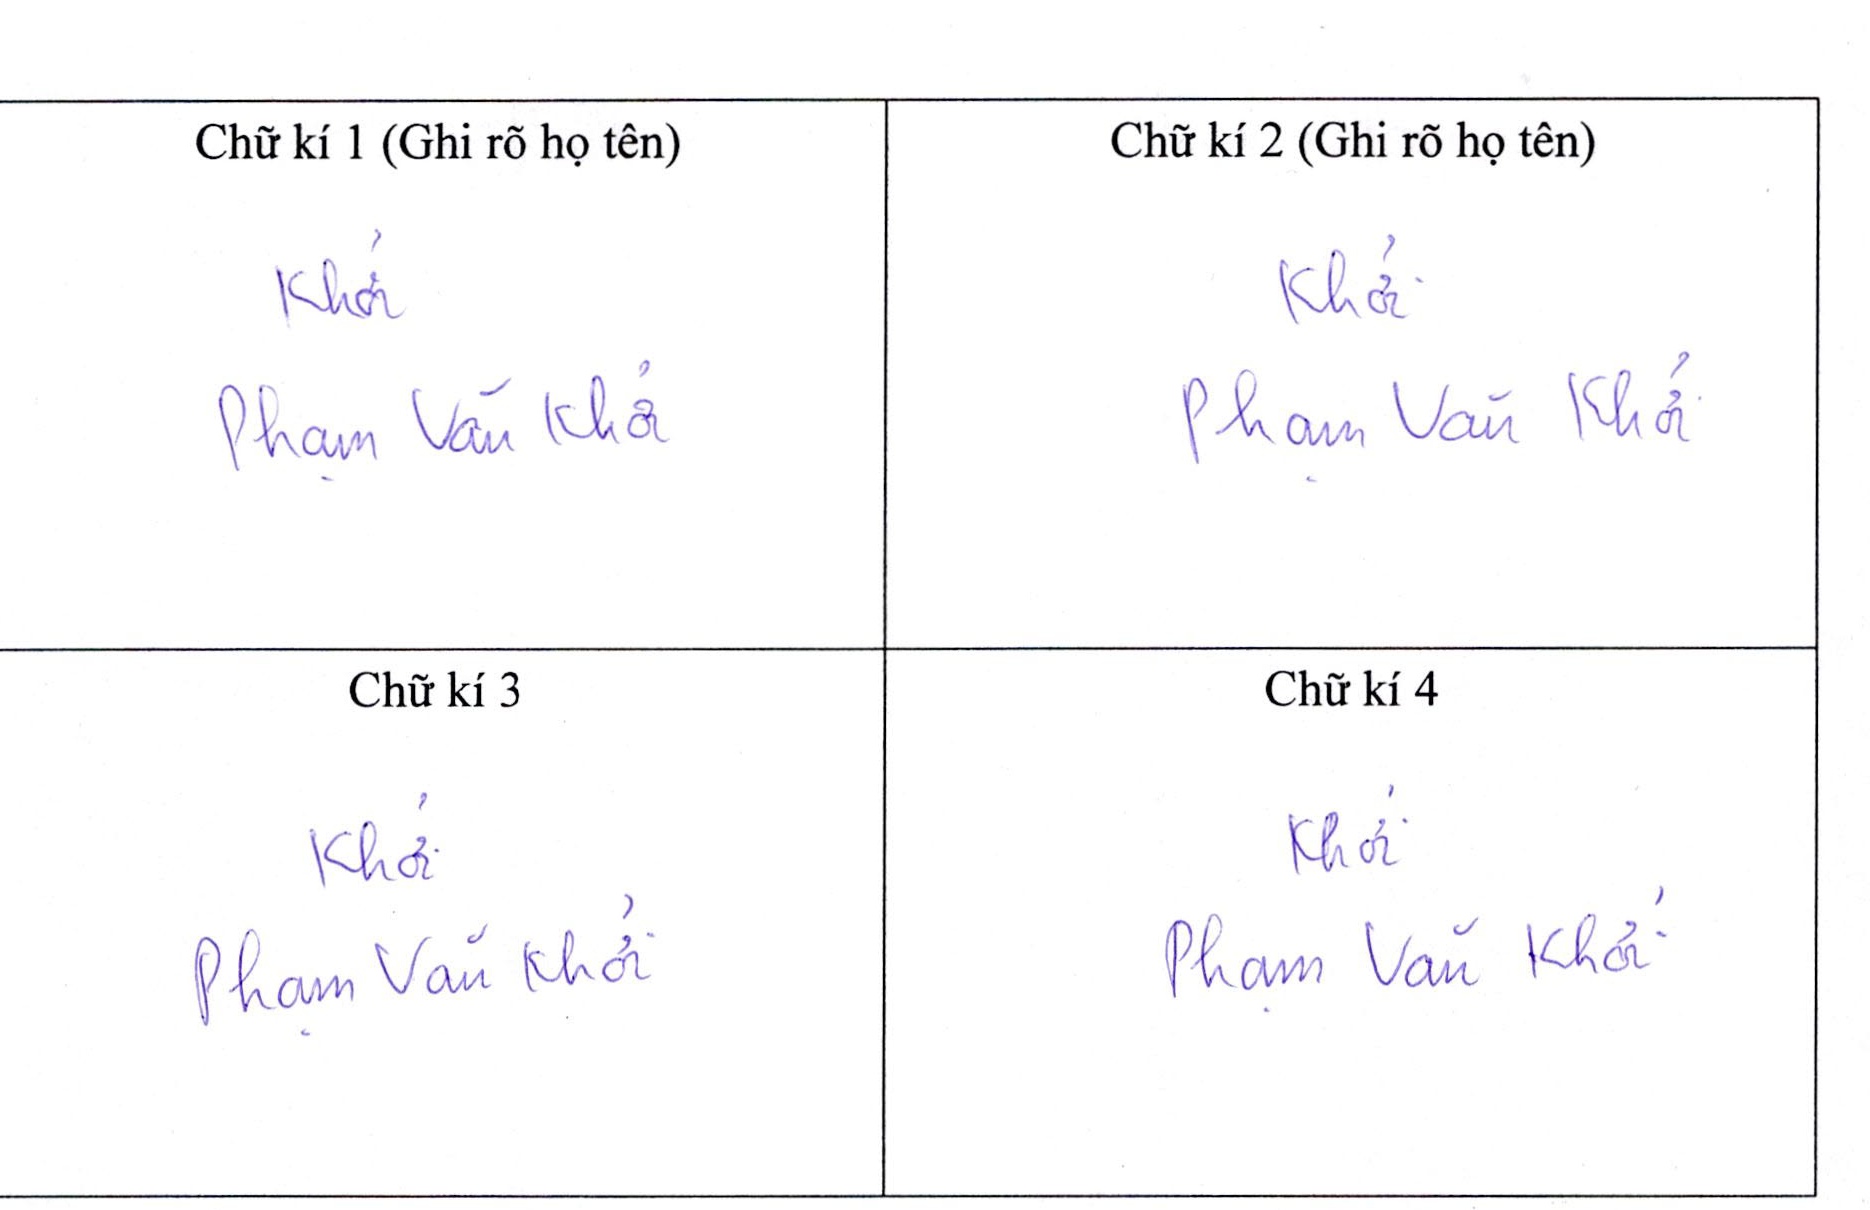 Chữ kí 1 (Ghi rõ họ tên)
Khởi
Phạm Văn Khởi
Chữ kí 2 (Ghi rõ họ tên)
Khởi
Phạm Văn Khởi
Chữ kí 3
Khởi
Phạm Văn Khởi
Chữ kí 4
Khởi
Phạm Văn Khởi